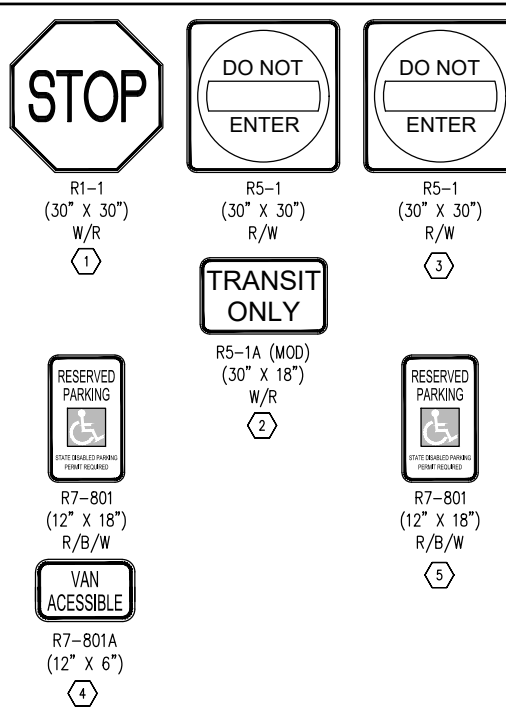 STOP
R1-1
(30" X 30")
W/R
1
DO NOT
ENTER
R5-1
(30" X 30")
R/W
TRANSIT
ONLY
R5-1A (MOD)
(30" X 18")
W/R
2
DO NOT
ENTER
R5-1
(30" X 30")
R/W
3
RESERVED
PARKING
STATE DISABLED PARKING
PERMIT REQUIRED
R7-801
(12" X 18")
R/B/W
VAN
ACESSIBLE
R7-801A
(12" X 6")
4
RESERVED
PARKING
STATE DISABLED PARKING
PERMIT REQUIRED
R7-801
(12" X 18")
R/B/W
5